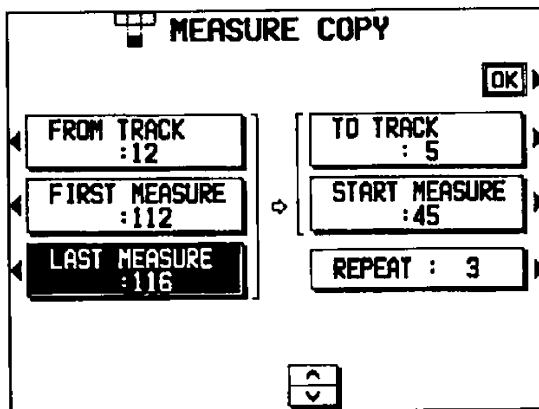 MEASURE COPY
OK
FROM TRACK
:12
FIRST MEASURE
:112
LAST MEASURE
:116
TO TRACK
: 5
START MEASURE
:45
REPEAT : 3